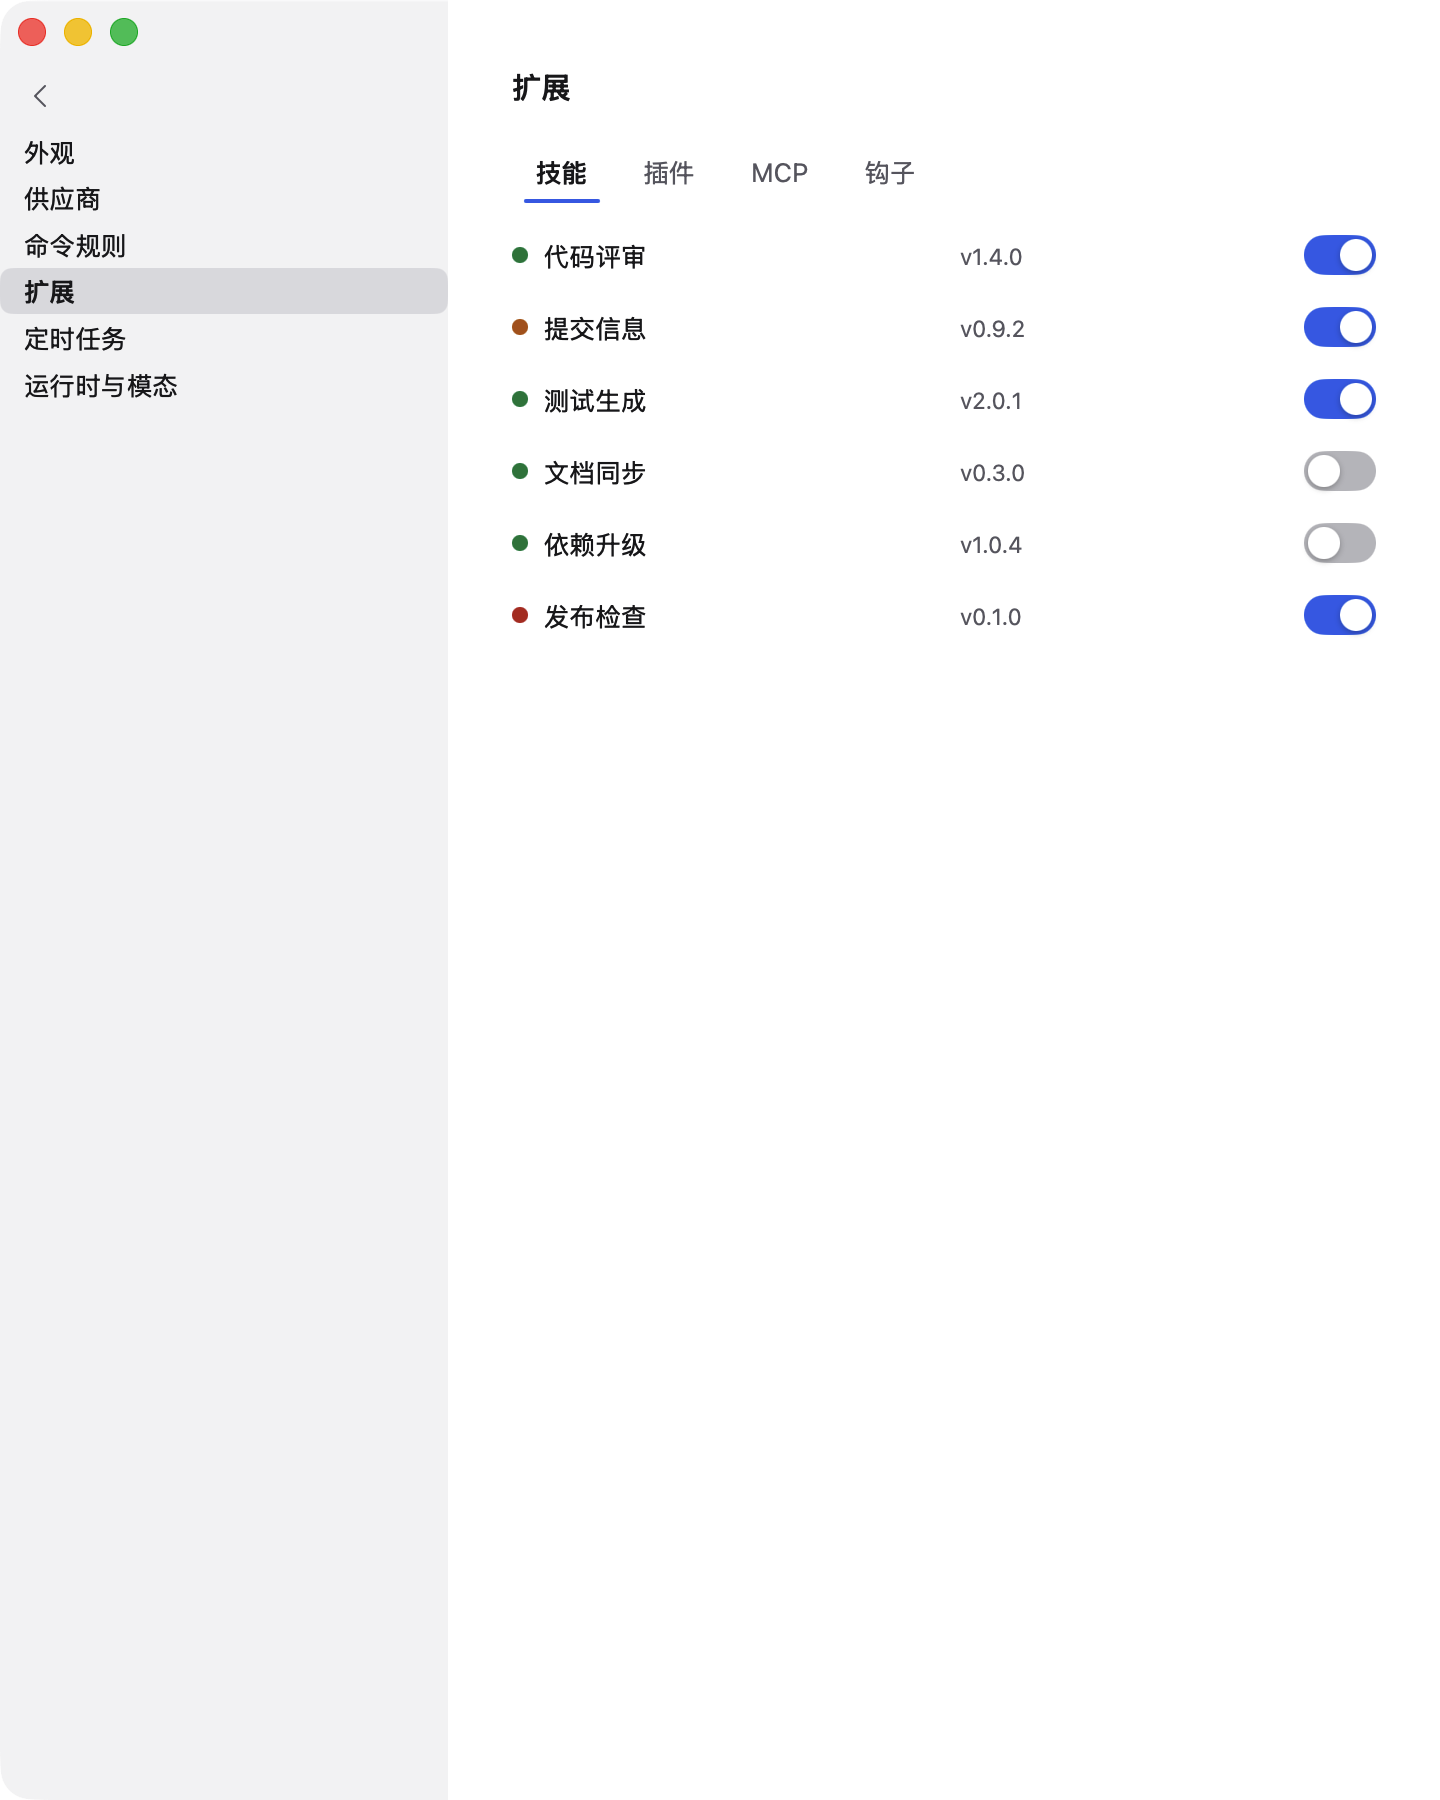 外观
供应商
命令规则
扩展
定时任务
运行时与模态
扩展
技能 插件 MCP 钩子
代码评审 v1.4.0
提交信息 v0.9.2
测试生成 v2.0.1
文档同步 v0.3.0
依赖升级 v1.0.4
发布检查 v0.1.0